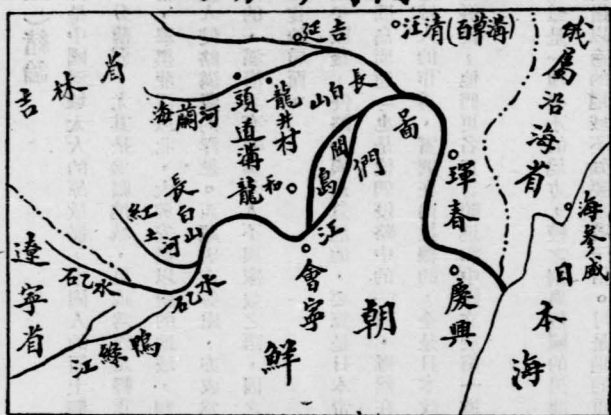 汪清(百草溝)
延吉
吉林省
海蘭河
頭道溝
龍井村
長白山
和龍
間島
圖們江
琿春
慶興
會寧
朝鮮
俄屬沿海省
海參威
日本海
長白山
紅土河
石乙水
石乙水
遼寧省
鴨綠江